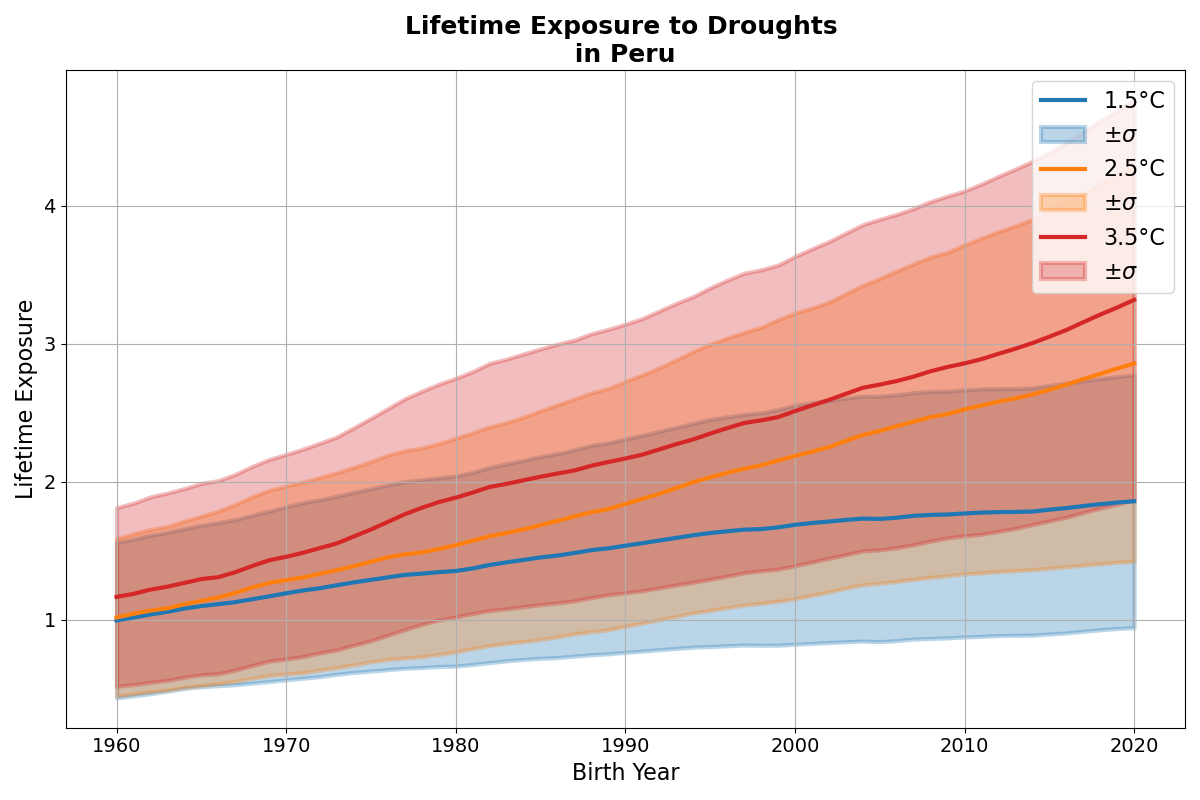 Lifetime Exposure to Droughts
in Peru
1.5°C
±σ
2.5°C
±σ
3.5°C
±σ
Lifetime Exposure
4
3
2
1
1960 1970 1980 1990 2000 2010 2020
Birth Year